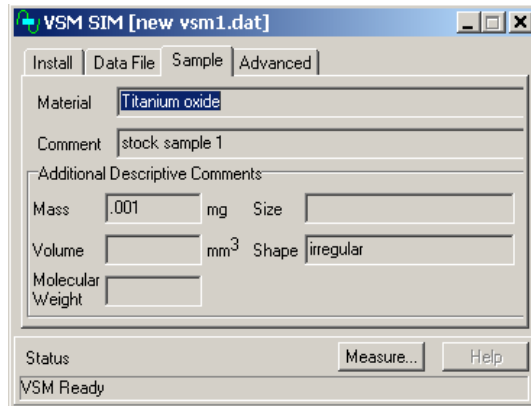 VSM SIM [new vsm1.dat]
Install Data File Sample Advanced
Material Titanium oxide
Comment stock sample 1
Additional Descriptive Comments
Mass .001 mg Size
Volume mm3 Shape irregular
Molecular
Weight
Status Measure... Help
VSM Ready